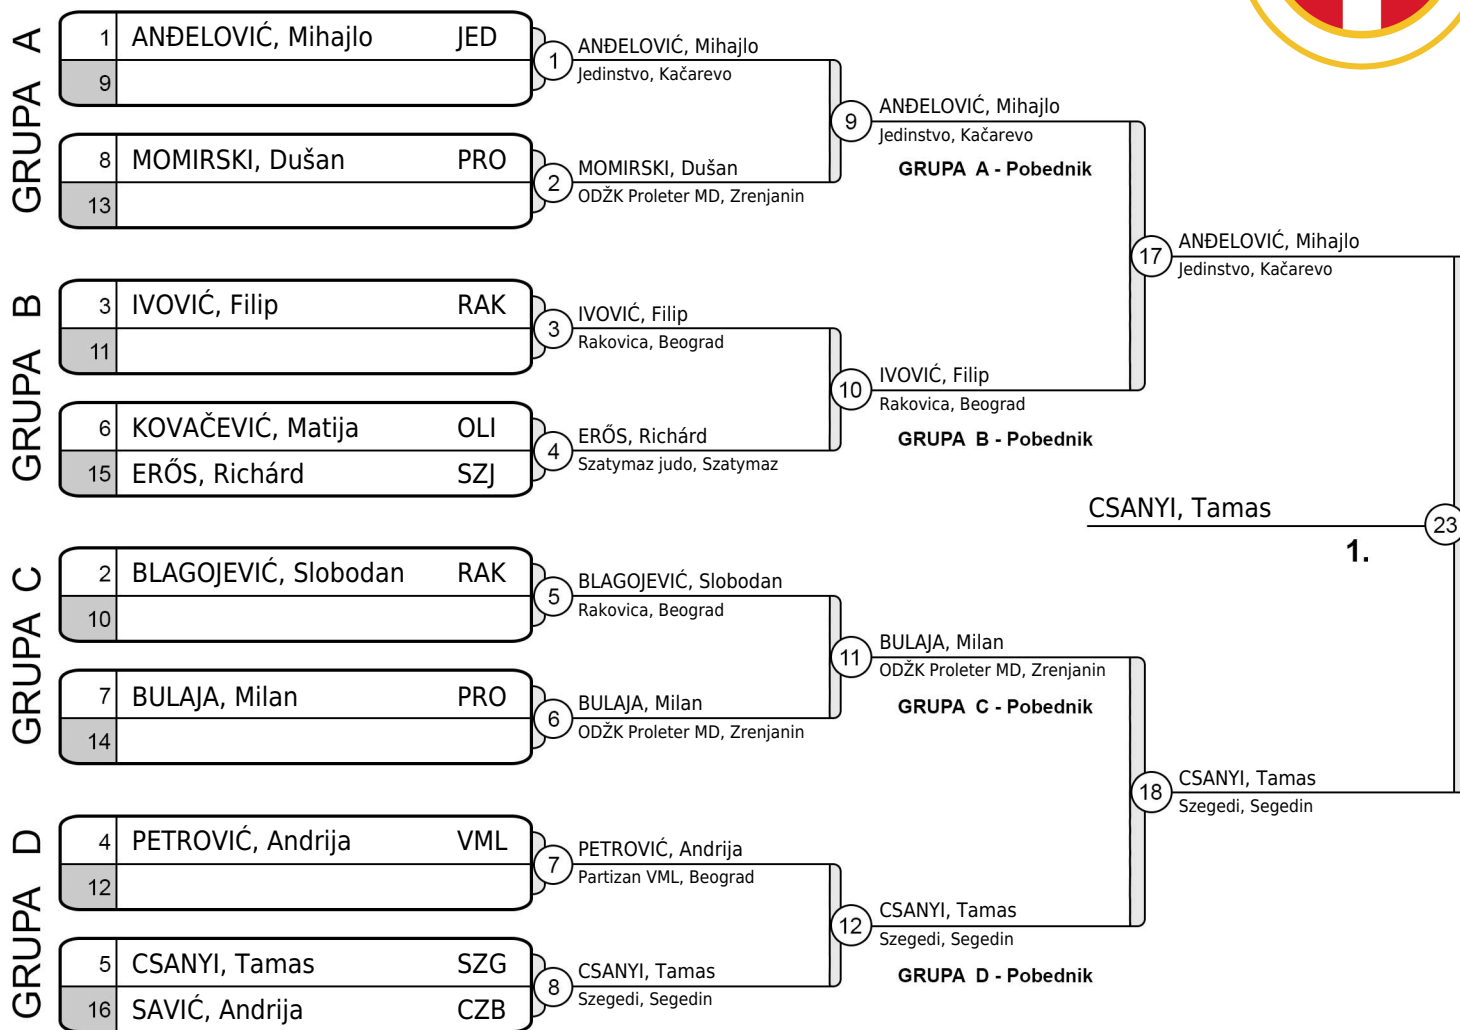 GRUPA A
1 ANĐELOVIĆ, Mihajlo JED
9
8 MOMIRSKI, Dušan PRO
13
GRUPA B
3 IVOVIĆ, Filip RAK
11
6 KOVAČEVIĆ, Matija OLI
15 ERŐS, Richárd SZJ
GRUPA C
2 BLAGOJEVIĆ, Slobodan RAK
10
7 BULAJA, Milan PRO
14
GRUPA D
4 PETROVIĆ, Andrija VML
12
5 CSANYI, Tamas SZG
16 SAVIĆ, Andrija CZB
1 ANĐELOVIĆ, Mihajlo
Jedinstvo, Kačarevo
2 MOMIRSKI, Dušan
ODŽK Proleter MD, Zrenjanin
3 IVOVIĆ, Filip
Rakovica, Beograd
4 ERŐS, Richárd
Szatymaz judo, Szatymaz
5 BLAGOJEVIĆ, Slobodan
Rakovica, Beograd
6 BULAJA, Milan
ODŽK Proleter MD, Zrenjanin
7 PETROVIĆ, Andrija
Partizan VML, Beograd
8 CSANYI, Tamas
Szegedi, Segedin
9 ANĐELOVIĆ, Mihajlo
Jedinstvo, Kačarevo
GRUPA A - Pobednik
10 IVOVIĆ, Filip
Rakovica, Beograd
GRUPA B - Pobednik
11 BULAJA, Milan
ODŽK Proleter MD, Zrenjanin
GRUPA C - Pobednik
12 CSANYI, Tamas
Szegedi, Segedin
GRUPA D - Pobednik
17 ANĐELOVIĆ, Mihajlo
Jedinstvo, Kačarevo
18 CSANYI, Tamas
Szegedi, Segedin
CSANYI, Tamas 23
1.